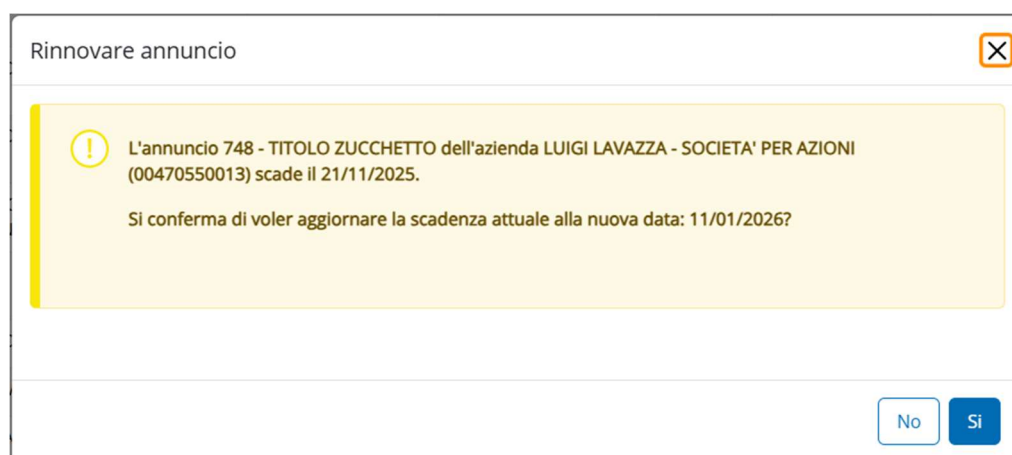 Rinnovare annuncio
L'annuncio 748 - TITOLO ZUCCHETTO dell'azienda LUIGI LAVAZZA - SOCIETA' PER AZIONI
(00470550013) scade il 21/11/2025.
Si conferma di voler aggiornare la scadenza attuale alla nuova data: 11/01/2026?
No
Si